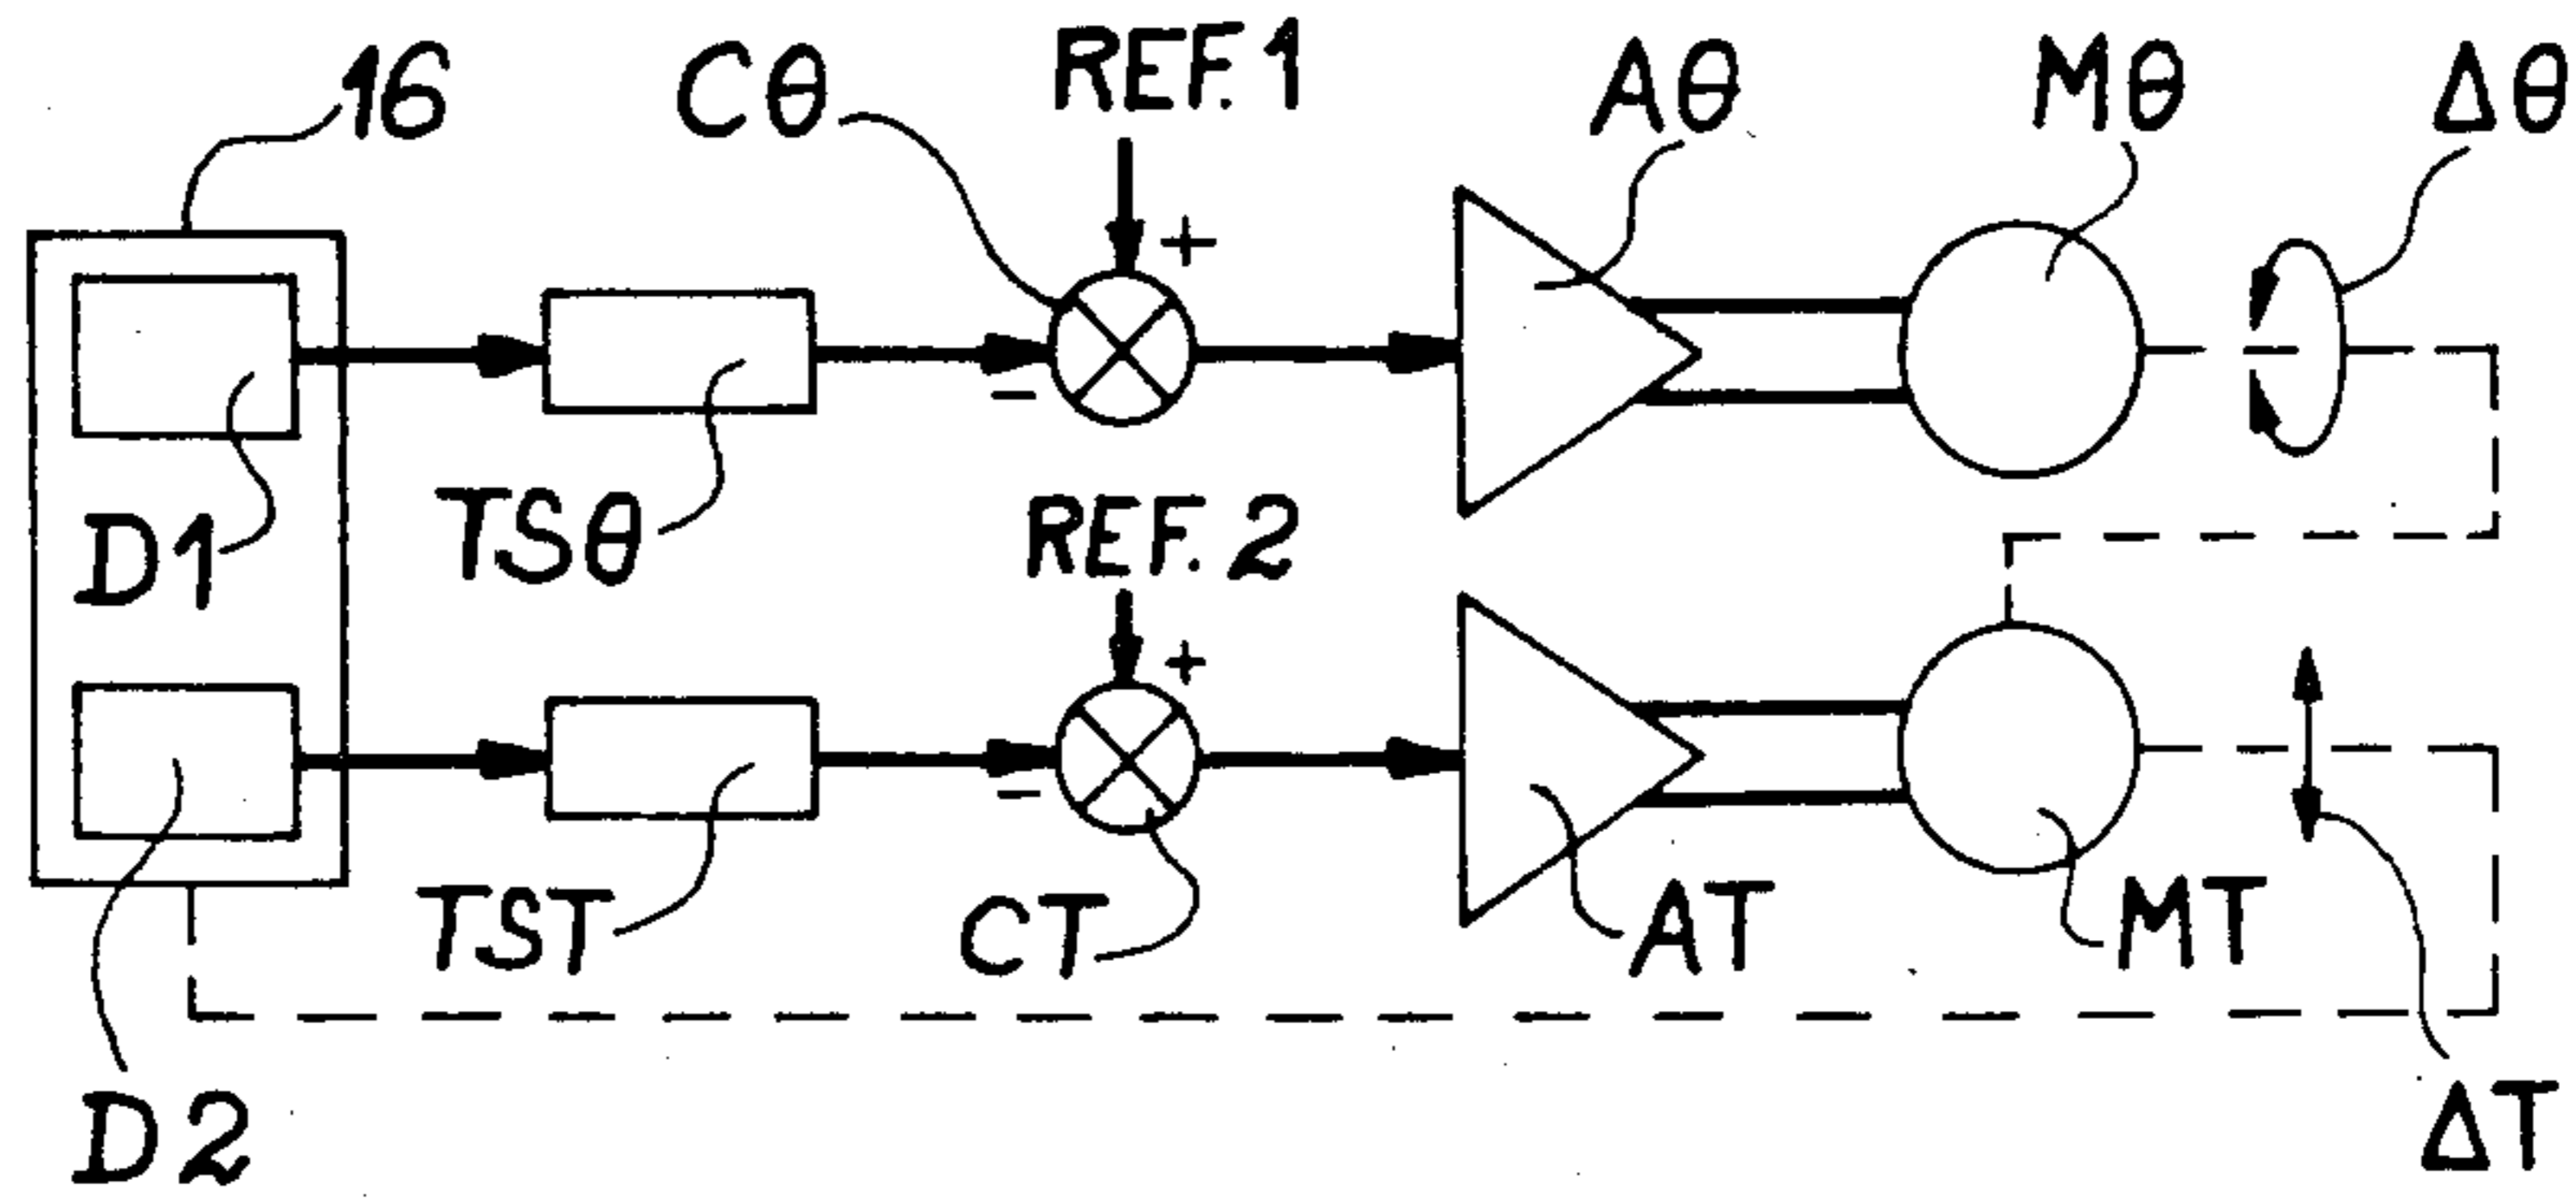 16
Cθ
REF.1
Aθ
Mθ
Δθ
+
-
D1
TSθ
REF. 2
+
-
TST
CT
AT
MT
D2
ΔT